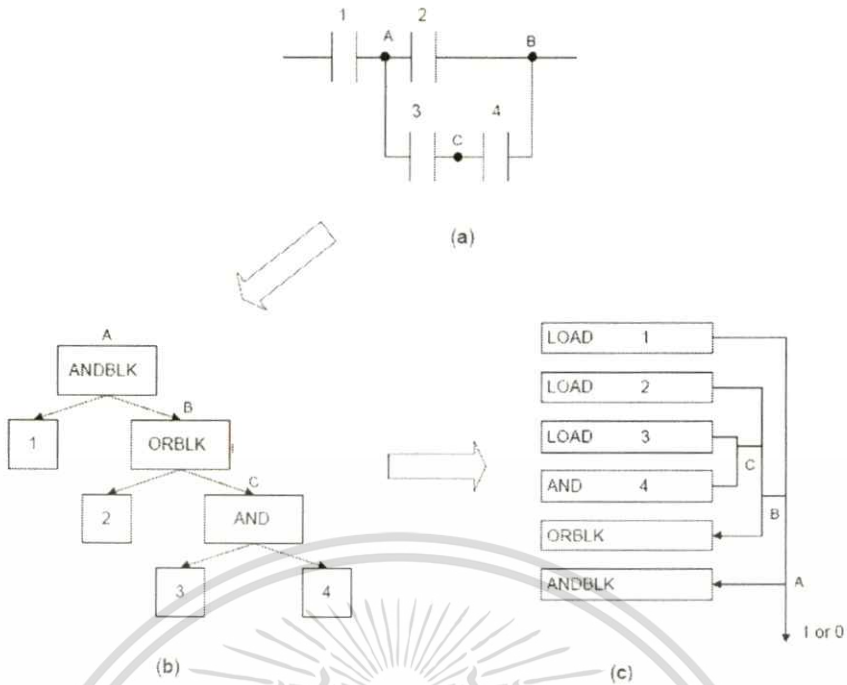 1
2
A
B
3
4
C
(a)
A
ANDBLK
B
1
ORBLK
C
2
AND
3
4
(b)
LOAD 1
LOAD 2
LOAD 3
C
AND 4
B
ORBLK
ANDBLK
A
1 or 0
(c)